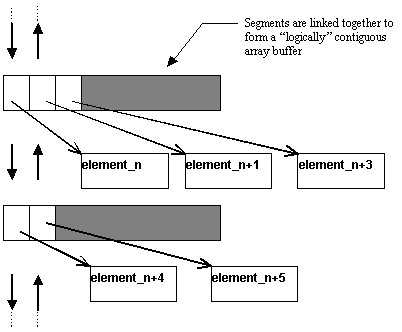 Segments are linked together to
form a “logically” contiguous
array buffer
element_n
element_n+1
element_n+3
element_n+4
element_n+5